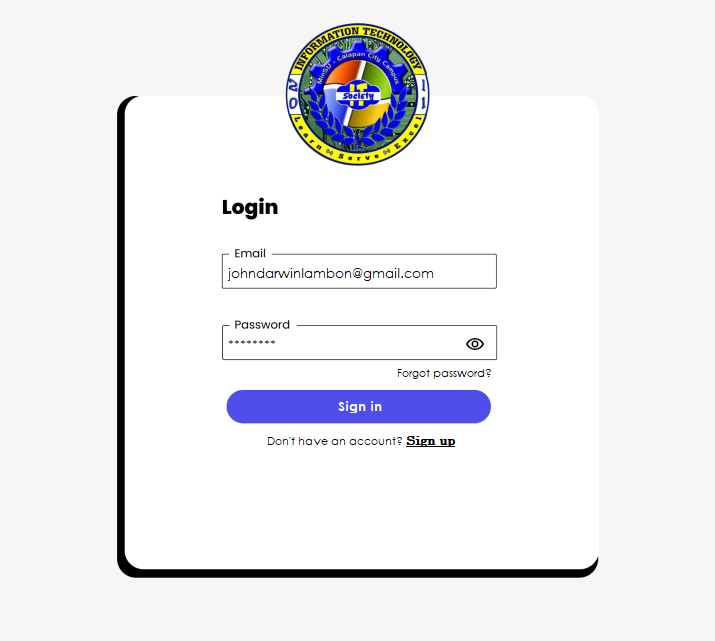 INFORMATION TECHNOLOGY
MinSU - Calapan City Campus
IT
Society
Learn Serve Excel
Login
Email
johndarwinlambon@gmail.com
Password
********
Forgot password?
Sign in
Don't have an account? Sign up